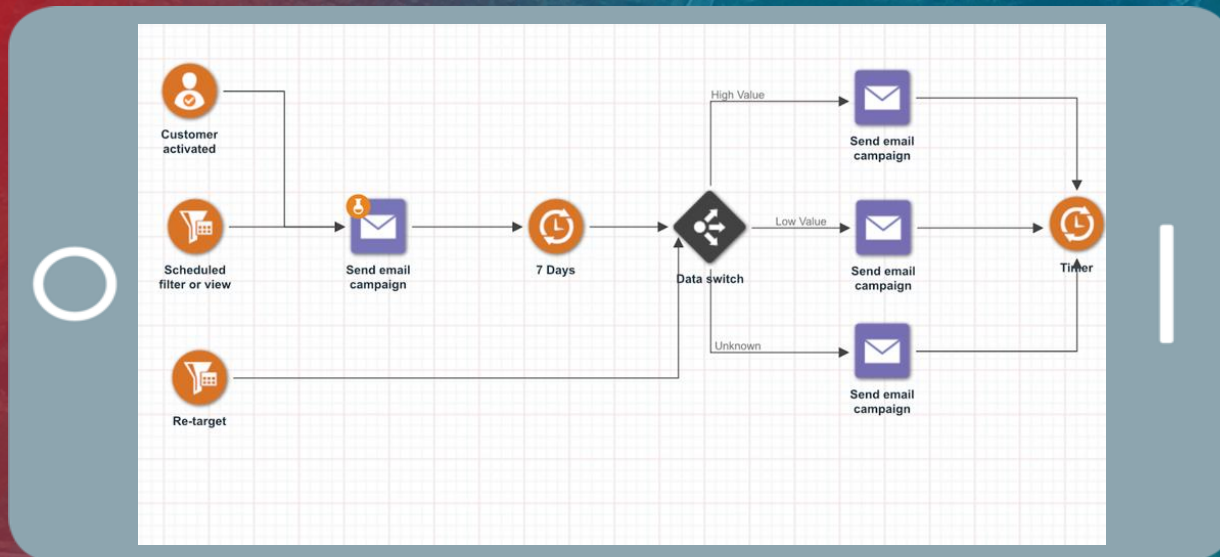 Customer
activated
Scheduled
filter or view
Re-target
Send email
campaign
7 Days
Data switch
High Value
Low Value
Unknown
Send email
campaign
Send email
campaign
Send email
campaign
Timer